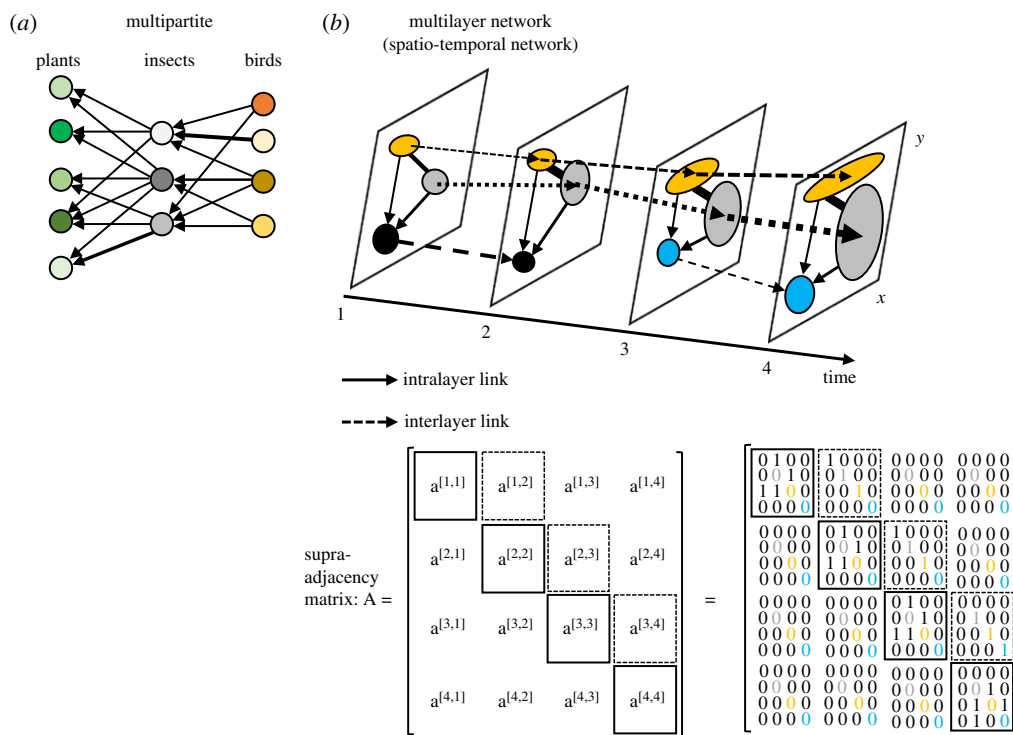 (a)
multipartite
plants insects birds
(b)
multilayer network
(spatio-temporal network)
y
x
1
2
3
4
time
intralayer link
interlayer link
supra-
adjacency
matrix: A =
a[1,1] a[1,2] a[1,3] a[1,4]
a[2,1] a[2,2] a[2,3] a[2,4]
a[3,1] a[3,2] a[3,3] a[3,4]
a[4,1] a[4,2] a[4,3] a[4,4]
=
0 1 0 0 1 0 0 0 0 0 0 0 0 0 0 0
0 0 1 0 0 1 0 0 0 0 0 0 0 0 0 0
1 1 0 0 0 0 1 0 0 0 0 0 0 0 0 0
0 0 0 0 0 0 0 0 0 0 0 0 0 0 0 0
0 0 0 0 0 1 0 0 1 0 0 0 0 0 0 0
0 0 0 0 0 0 1 0 0 1 0 0 0 0 0 0
0 0 0 0 1 1 0 0 0 0 1 0 0 0 0 0
0 0 0 0 0 0 0 0 0 0 0 0 0 0 0 0
0 0 0 0 0 0 0 0 0 1 0 0 0 0 0 0
0 0 0 0 0 0 0 0 0 0 1 0 0 1 0 0
0 0 0 0 0 0 0 0 1 1 0 0 0 0 1 0
0 0 0 0 0 0 0 0 0 0 0 0 0 0 0 1
0 0 0 0 0 0 0 0 0 0 0 0 0 0 0 0
0 0 0 0 0 0 0 0 0 0 0 0 0 0 1 0
0 0 0 0 0 0 0 0 0 0 0 0 0 1 0 1
0 0 0 0 0 0 0 0 0 0 0 0 0 1 0 0